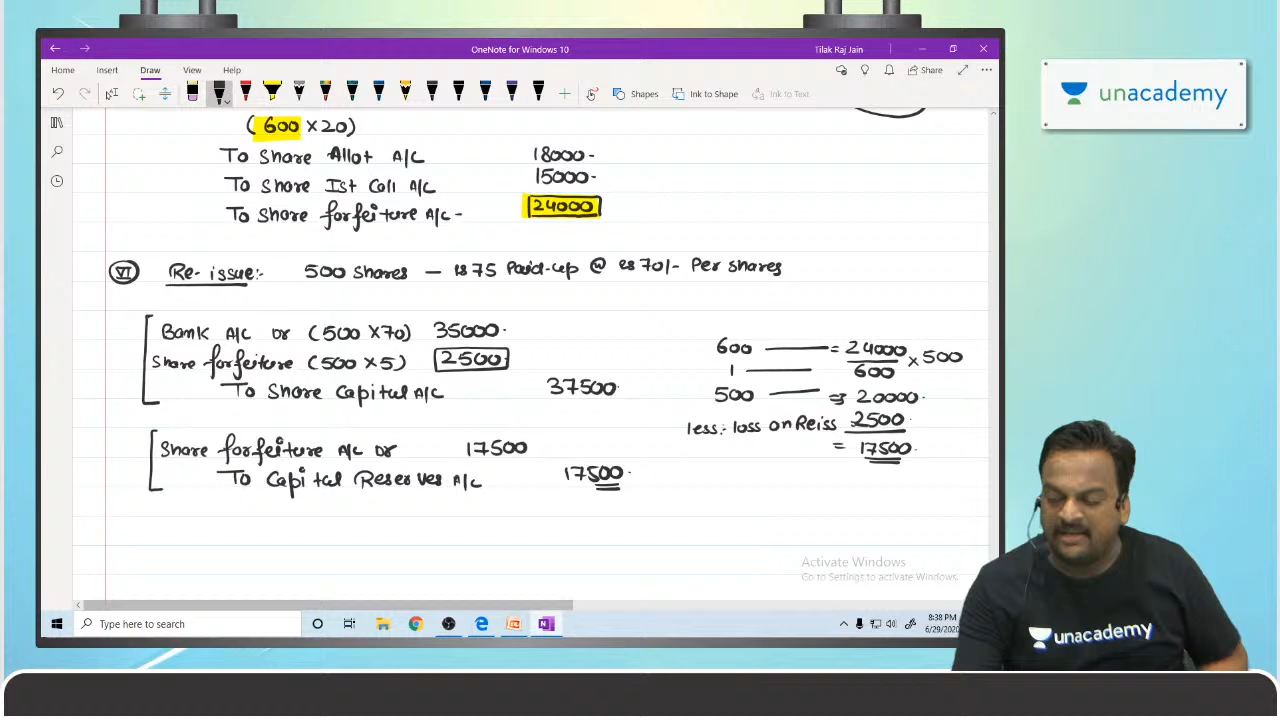 OneNote for Windows 10
Tilak Raj Jain
Home Insert Draw View Help
Share
Shapes
Ink to Shape
Ink to Text
unacademy
(600 × 20)
To Share Allot A/C 18000-
To Share Ist Call A/C 15000-
To Share forfeiture A/C- 24000
VI Re-issue:- 500 Shares — Rs 75 Paid-up @ Rs 70/- Per Shares
Bank A/C Dr (500 × 70) 35000
Share forfeiture (500 × 5) 2500
To Share Capital A/C 37500
Share forfeiture A/C Dr 17500
To Capital Reserves A/C 17500
600 — = 24000/600 × 500
1 —
500 — ⇒ 20000
less:- loss on Reiss 2500
= 17500
Activate Windows
Go to Settings to activate Windows.
Type here to search
8:38 PM
6/29/2020
unacademy